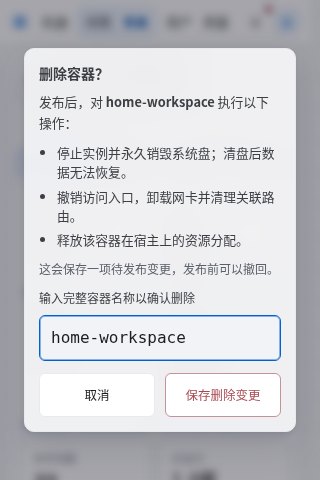 删除容器？
发布后，对 home-workspace 执行以下
操作：
• 停止实例并永久销毁系统盘；清盘后数
据无法恢复。
• 撤销访问入口，卸载网卡并清理关联路
由。
• 释放该容器在宿主上的资源分配。
这会保存一项待发布变更，发布前可以撤回。
输入完整容器名称以确认删除
home-workspace
取消
保存删除变更